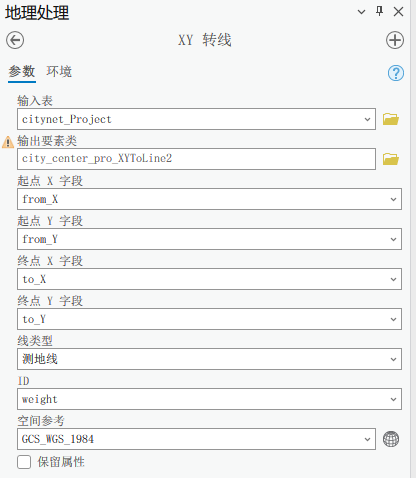 地理处理
XY 转线
参数 环境
输入表
citynet_Project
输出要素类
city_center_pro_XYToLine2
起点 X 字段
from_X
起点 Y 字段
from_Y
终点 X 字段
to_X
终点 Y 字段
to_Y
线类型
测地线
ID
weight
空间参考
GCS_WGS_1984
保留属性